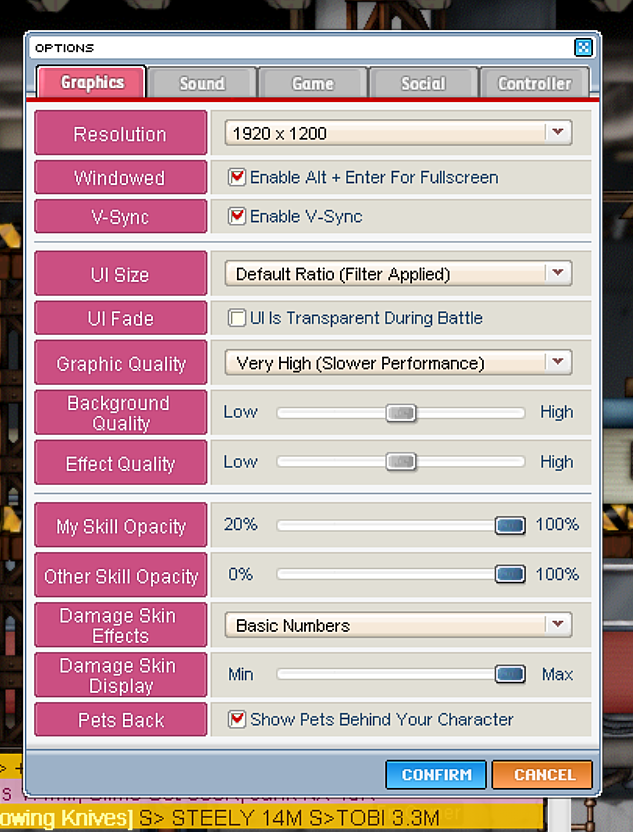 OPTIONS
Graphics Sound Game Social Controller
Resolution 1920 x 1200
Windowed Enable Alt + Enter For Fullscreen
V-Sync Enable V-Sync
UI Size Default Ratio (Filter Applied)
UI Fade UI Is Transparent During Battle
Graphic Quality Very High (Slower Performance)
Background
Quality Low High
Effect Quality Low High
My Skill Opacity 20% 100%
Other Skill Opacity 0% 100%
Damage Skin
Effects Basic Numbers
Damage Skin
Display Min Max
Pets Back Show Pets Behind Your Character
CONFIRM CANCEL
owing Knives] S> STEELY 14M S>TOBI 3.3M